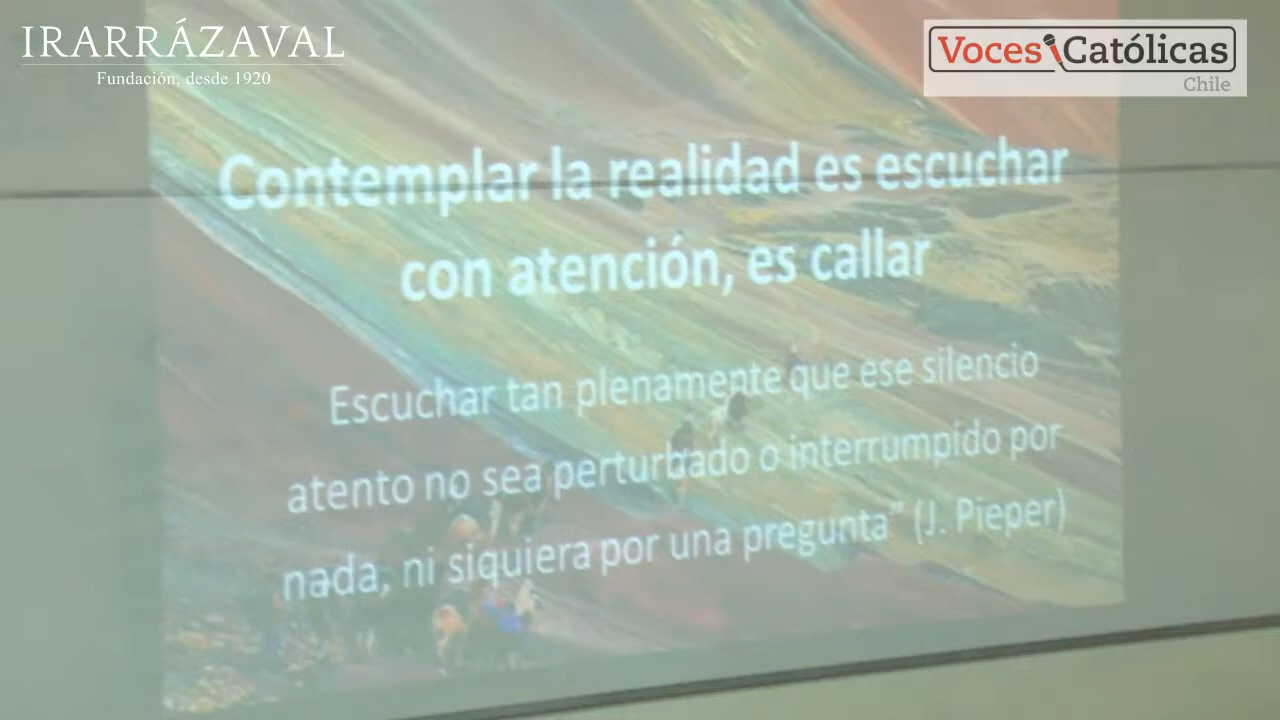 IRARRÁZAVAL
Fundación, desde 1920
Voces Católicas
Chile
Contemplar la realidad es escuchar
con atención, es callar
Escuchar tan plenamente que ese silencio
atento no sea perturbado o interrumpido por
nada, ni siquiera por una pregunta" (J. Pieper)